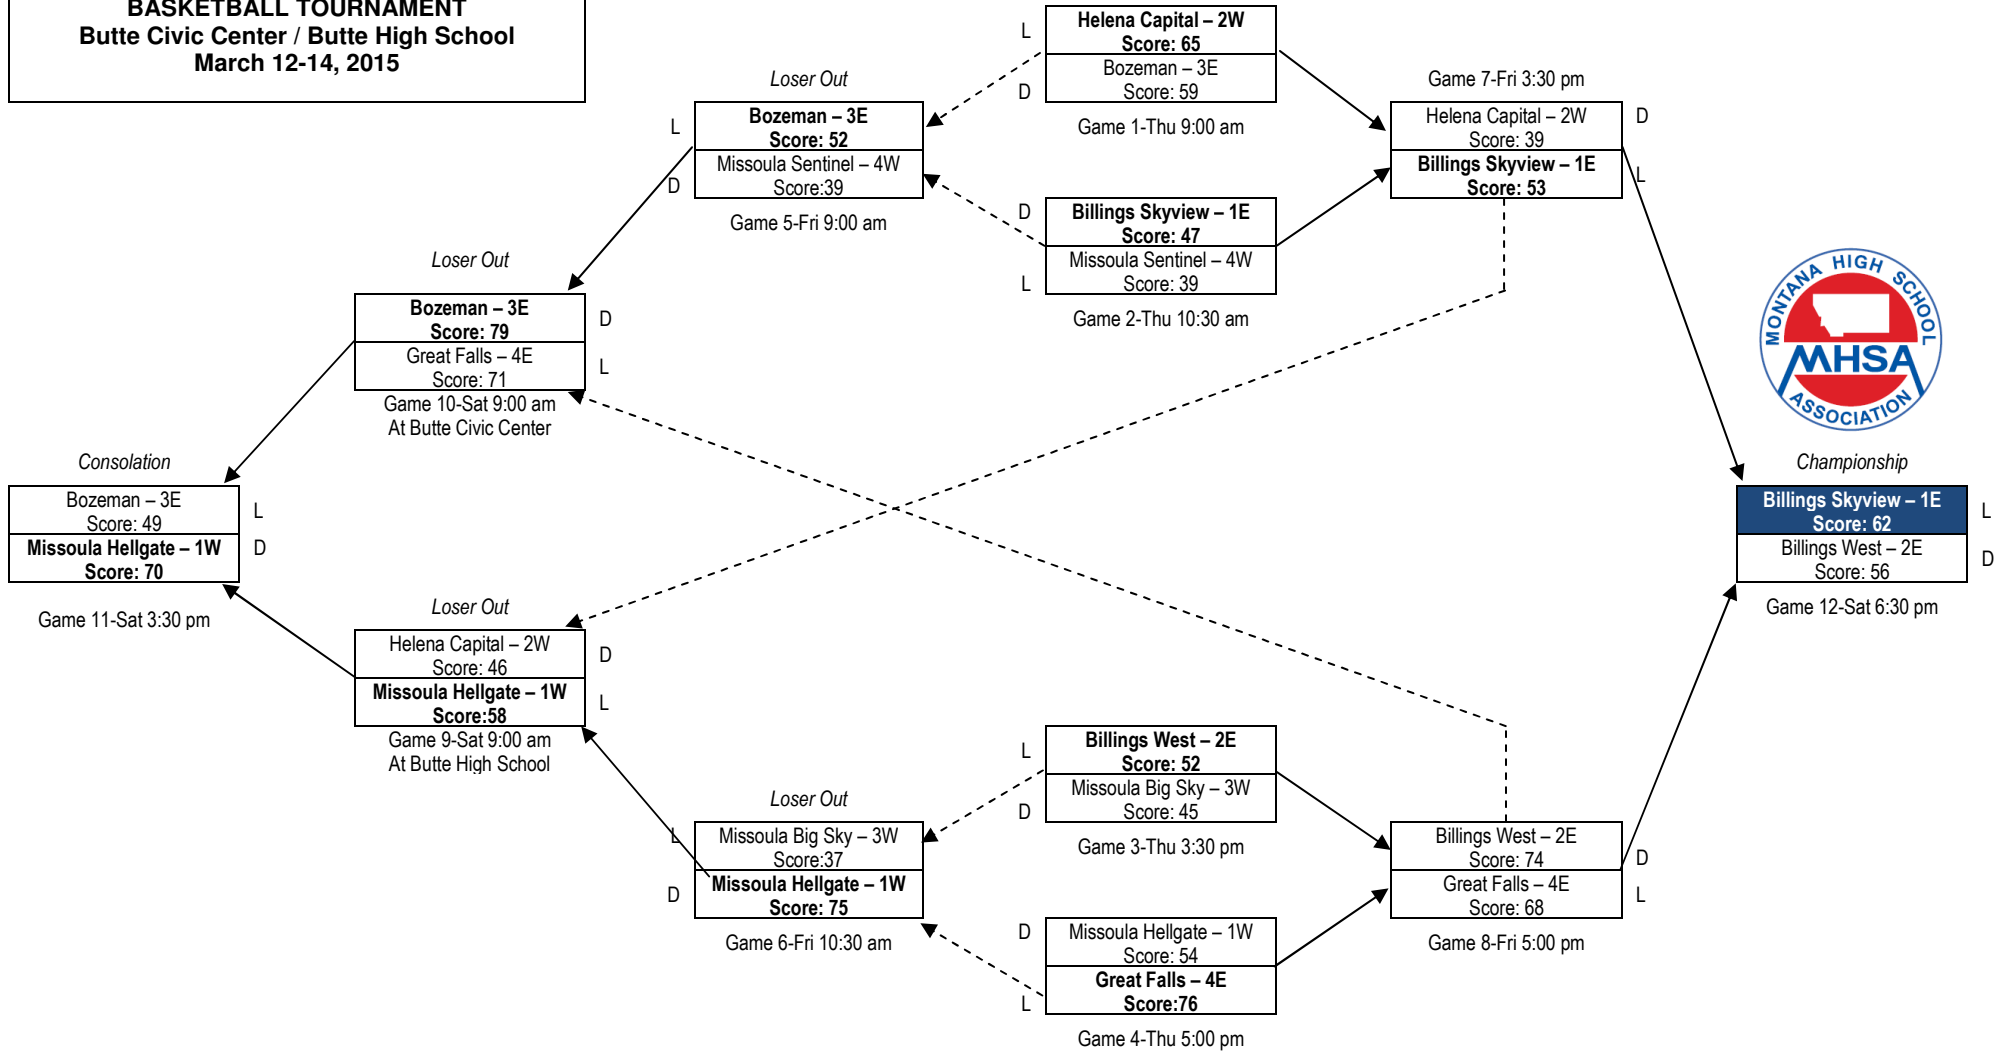 BASKETBALL TOURNAMENT
Butte Civic Center / Butte High School
March 12-14, 2015
L
Helena Capital – 2W
Score: 65
Bozeman – 3E
Score: 59
D
Game 1-Thu 9:00 am
Loser Out
L
Bozeman – 3E
Score: 52
Missoula Sentinel – 4W
Score:39
D
Game 5-Fri 9:00 am
D
Billings Skyview – 1E
Score: 47
Missoula Sentinel – 4W
Score: 39
L
Game 2-Thu 10:30 am
Game 7-Fri 3:30 pm
Helena Capital – 2W
Score: 39
D
Billings Skyview – 1E
Score: 53
L
Loser Out
Bozeman – 3E
Score: 79
D
Great Falls – 4E
Score: 71
L
Game 10-Sat 9:00 am
At Butte Civic Center
MONTANA HIGH SCHOOL
MHSA
ASSOCIATION
Consolation
Bozeman – 3E
Score: 49
L
Missoula Hellgate – 1W
Score: 70
D
Game 11-Sat 3:30 pm
Championship
Billings Skyview – 1E
Score: 62
L
Billings West – 2E
Score: 56
D
Game 12-Sat 6:30 pm
Loser Out
Helena Capital – 2W
Score: 46
D
Missoula Hellgate – 1W
Score:58
L
Game 9-Sat 9:00 am
At Butte High School
L
Billings West – 2E
Score: 52
Missoula Big Sky – 3W
Score: 45
D
Game 3-Thu 3:30 pm
Loser Out
L
Missoula Big Sky – 3W
Score:37
D
Missoula Hellgate – 1W
Score: 75
Game 6-Fri 10:30 am
Billings West – 2E
Score: 74
D
Great Falls – 4E
Score: 68
L
Game 8-Fri 5:00 pm
D
Missoula Hellgate – 1W
Score: 54
Great Falls – 4E
Score:76
L
Game 4-Thu 5:00 pm